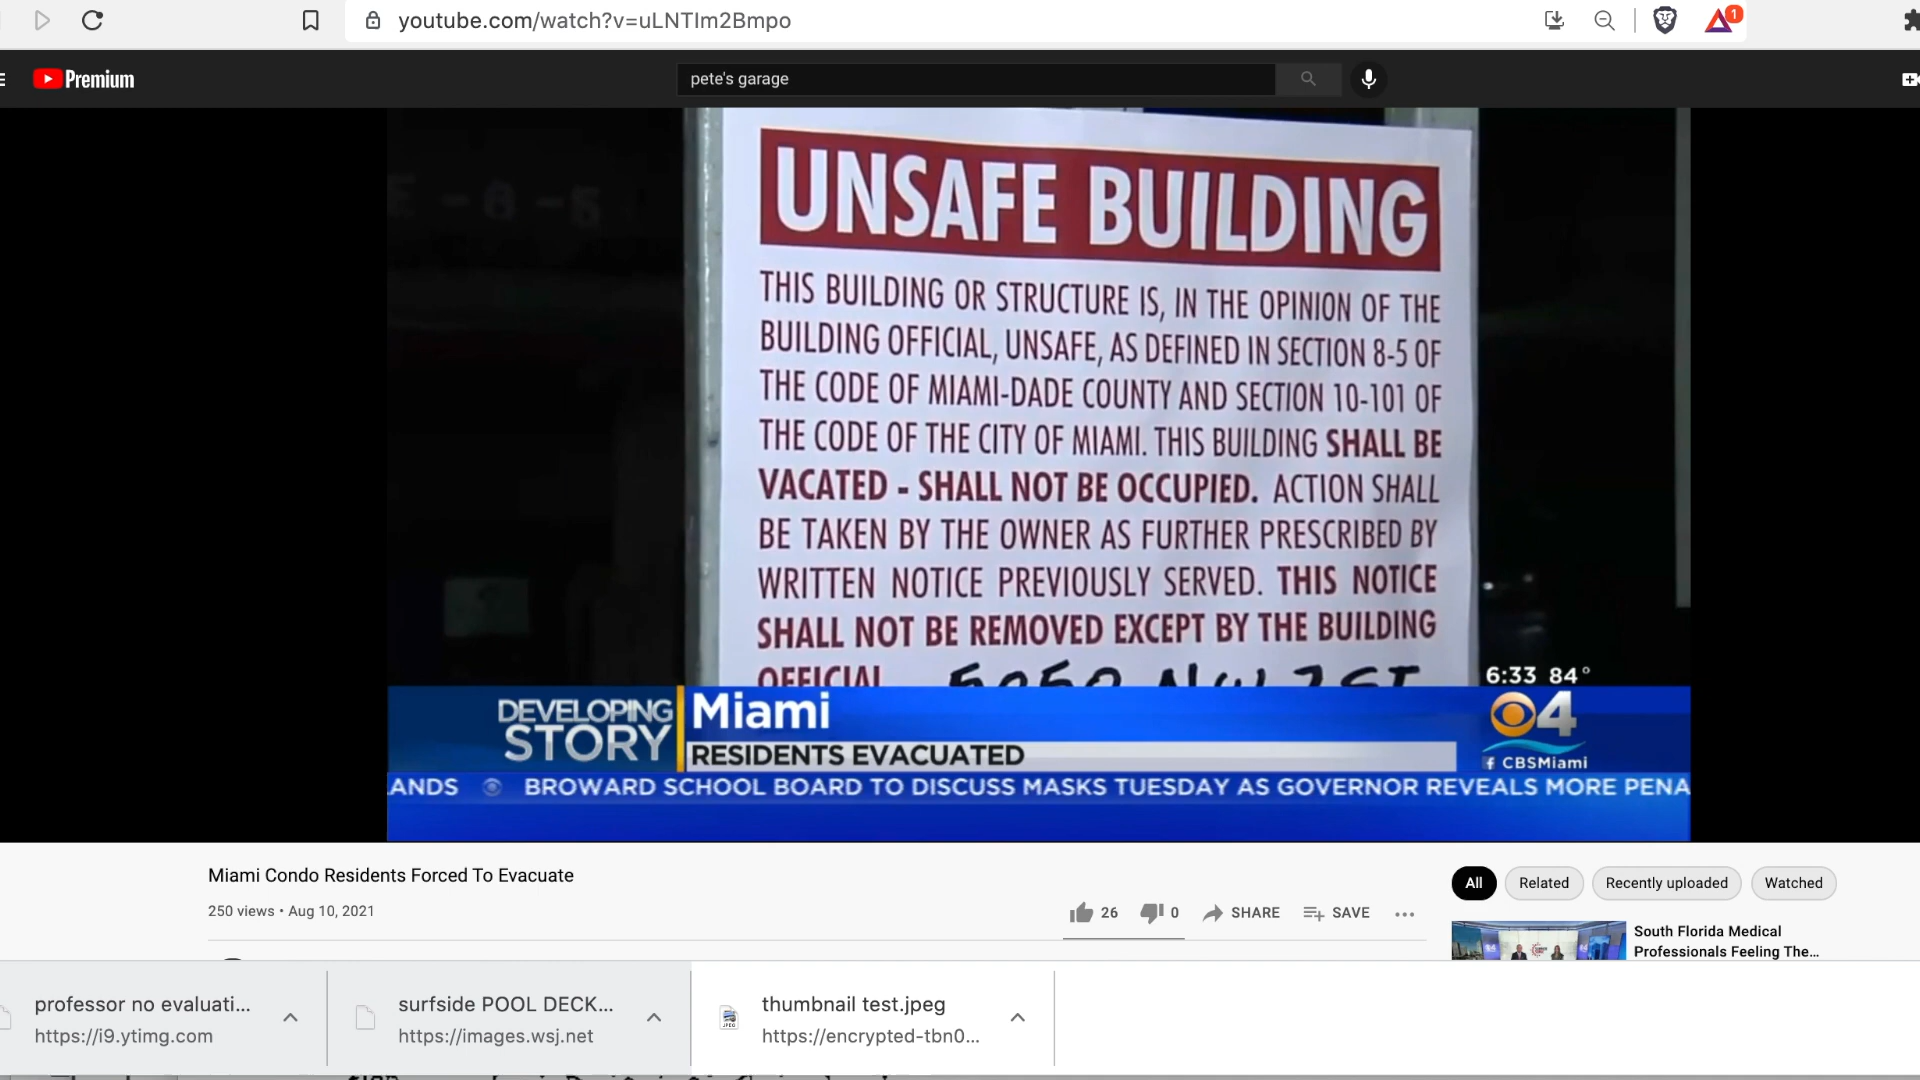 youtube.com/watch?v=uLNTIm2Bmpo
1
Premium
pete's garage
UNSAFE BUILDING
THIS BUILDING OR STRUCTURE IS, IN THE OPINION OF THE
BUILDING OFFICIAL, UNSAFE, AS DEFINED IN SECTION 8-5 OF
THE CODE OF MIAMI-DADE COUNTY AND SECTION 10-101 OF
THE CODE OF THE CITY OF MIAMI. THIS BUILDING SHALL BE
VACATED - SHALL NOT BE OCCUPIED. ACTION SHALL
BE TAKEN BY THE OWNER AS FURTHER PRESCRIBED BY
WRITTEN NOTICE PREVIOUSLY SERVED. THIS NOTICE
SHALL NOT BE REMOVED EXCEPT BY THE BUILDING
OFFICIAL
6:33 84°
DEVELOPING
STORY
Miami
RESIDENTS EVACUATED
4
f CBSMiami
LANDS BROWARD SCHOOL BOARD TO DISCUSS MASKS TUESDAY AS GOVERNOR REVEALS MORE PENA
Miami Condo Residents Forced To Evacuate
250 views • Aug 10, 2021
26 0 SHARE SAVE
All Related Recently uploaded Watched
South Florida Medical
Professionals Feeling The...
professor no evaluati...
https://i9.ytimg.com
surfside POOL DECK...
https://images.wsj.net
JPEG
thumbnail test.jpeg
https://encrypted-tbn0...